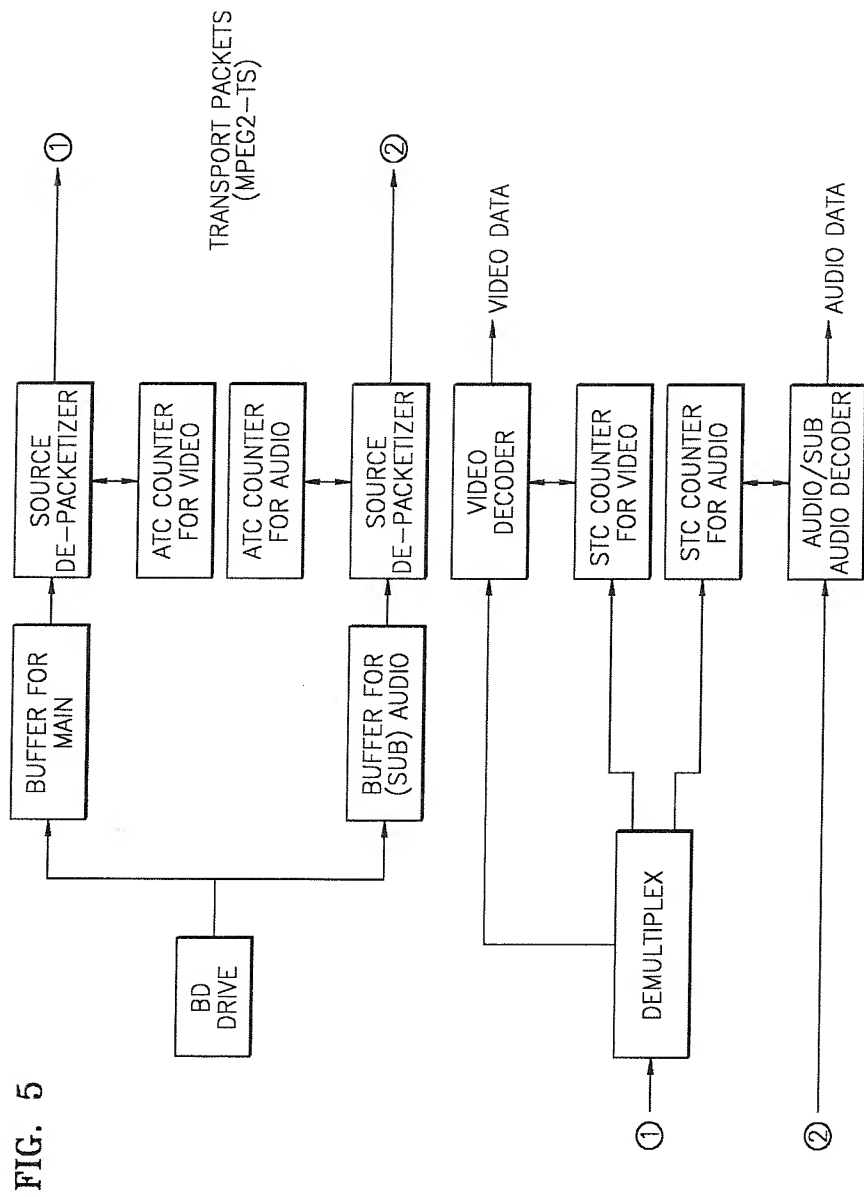 FIG. 5
BD
DRIVE
BUFFER FOR
MAIN
SOURCE
DE-PACKETIZER
①
ATC COUNTER
FOR VIDEO
TRANSPORT PACKETS
(MPEG2-TS)
ATC COUNTER
FOR AUDIO
BUFFER FOR
(SUB) AUDIO
SOURCE
DE-PACKETIZER
②
①
DEMULTIPLEX
VIDEO
DECODER
VIDEO DATA
STC COUNTER
FOR VIDEO
STC COUNTER
FOR AUDIO
②
AUDIO/SUB
AUDIO DECODER
AUDIO DATA